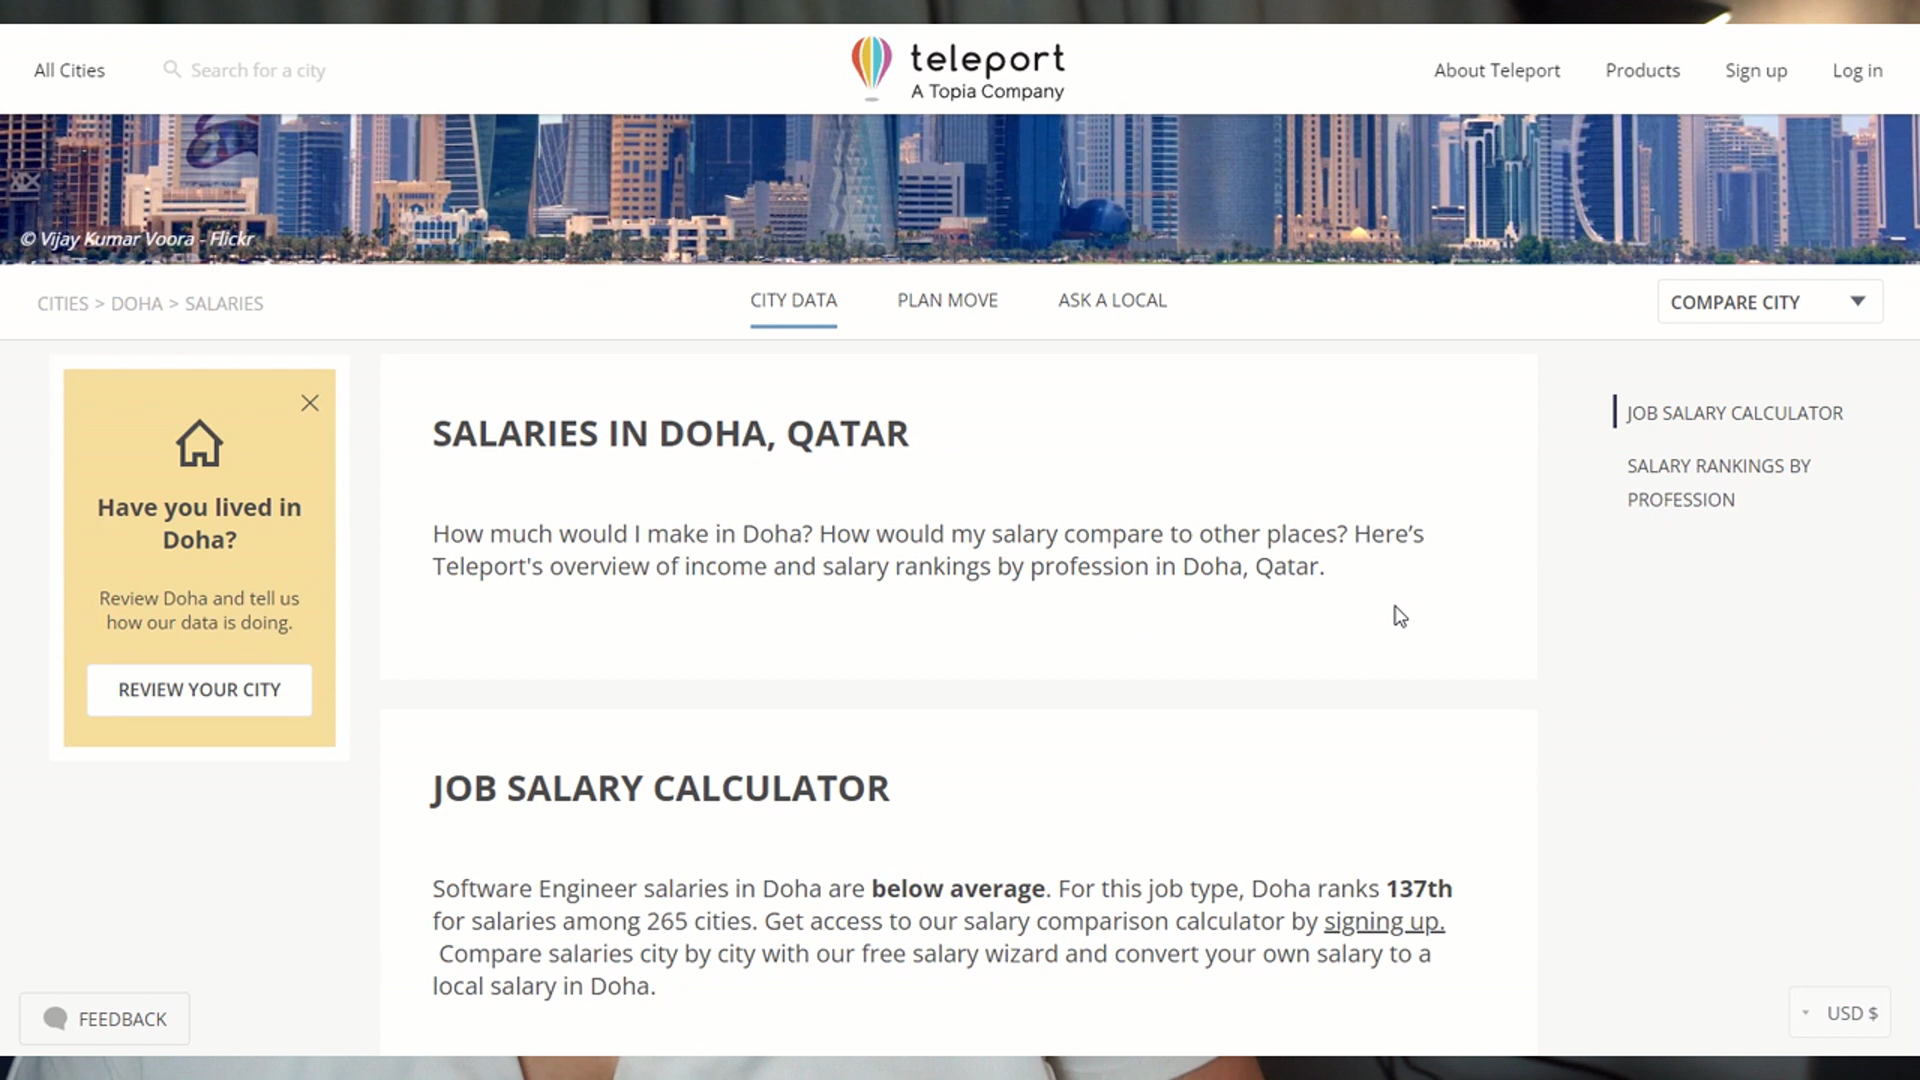 All Cities
Search for a city
teleport
A Topia Company
About Teleport
Products
Sign up
Log in
© Vijay Kumar Voora - Flickr
CITIES > DOHA > SALARIES
CITY DATA
PLAN MOVE
ASK A LOCAL
COMPARE CITY
Have you lived in
Doha?
Review Doha and tell us
how our data is doing.
REVIEW YOUR CITY
SALARIES IN DOHA, QATAR
How much would I make in Doha? How would my salary compare to other places? Here’s
Teleport's overview of income and salary rankings by profession in Doha, Qatar.
JOB SALARY CALCULATOR
SALARY RANKINGS BY
PROFESSION
JOB SALARY CALCULATOR
Software Engineer salaries in Doha are below average. For this job type, Doha ranks 137th
for salaries among 265 cities. Get access to our salary comparison calculator by signing up.
Compare salaries city by city with our free salary wizard and convert your own salary to a
local salary in Doha.
FEEDBACK
USD $